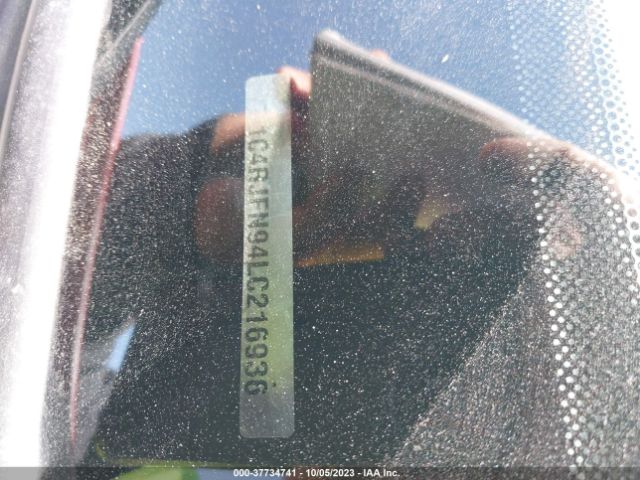 1C4RJFN94LC216936
000-37734741 - 10/05/2023 - IAA Inc.